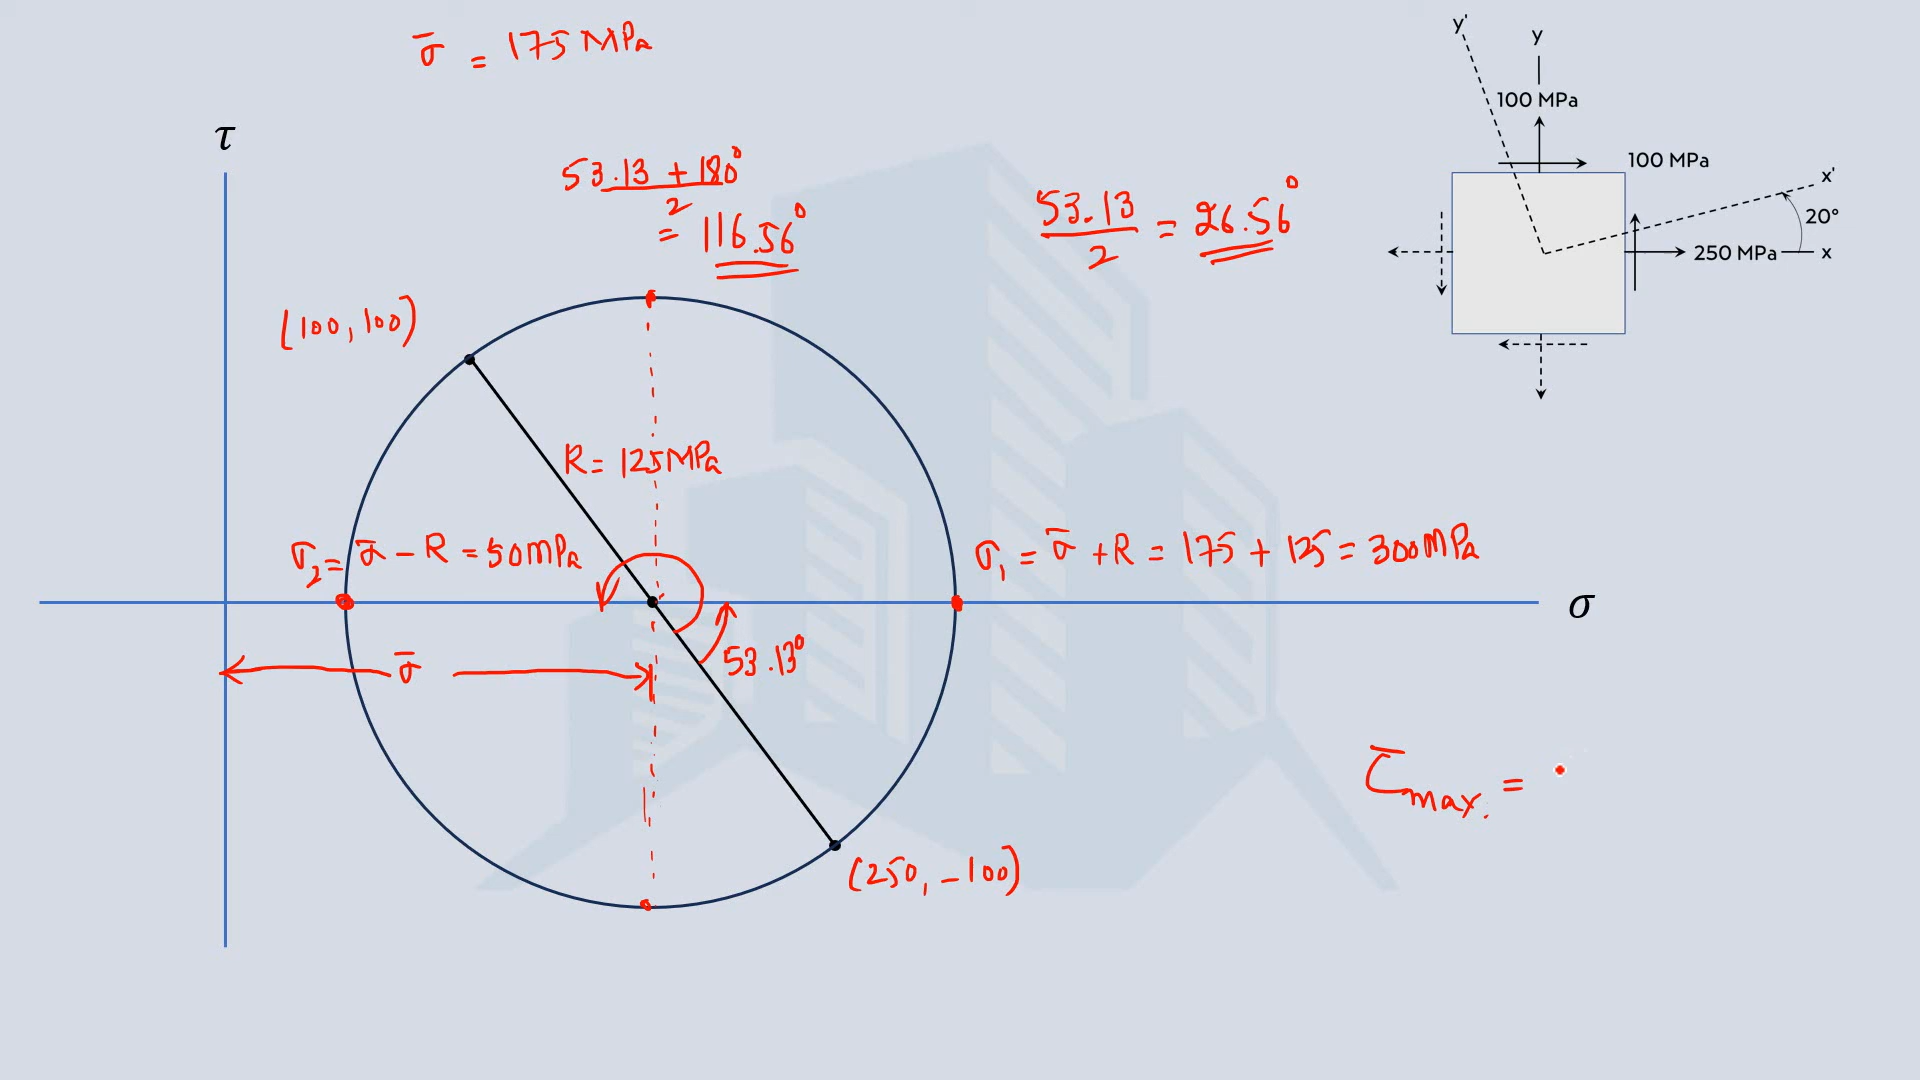 σ̄ = 175 MPa
y'
y
100 MPa
100 MPa
x'
20°
250 MPa
x
τ
53.13 + 180°
2
= 116.56°
53.13
2
= 26.56°
(100, 100)
R = 125 MPa
σ₂ = σ̄ - R = 50 MPa
σ₁ = σ̄ + R = 175 + 125 = 300 MPa
σ
σ̄
53.13°
τmax. =
(250, -100)